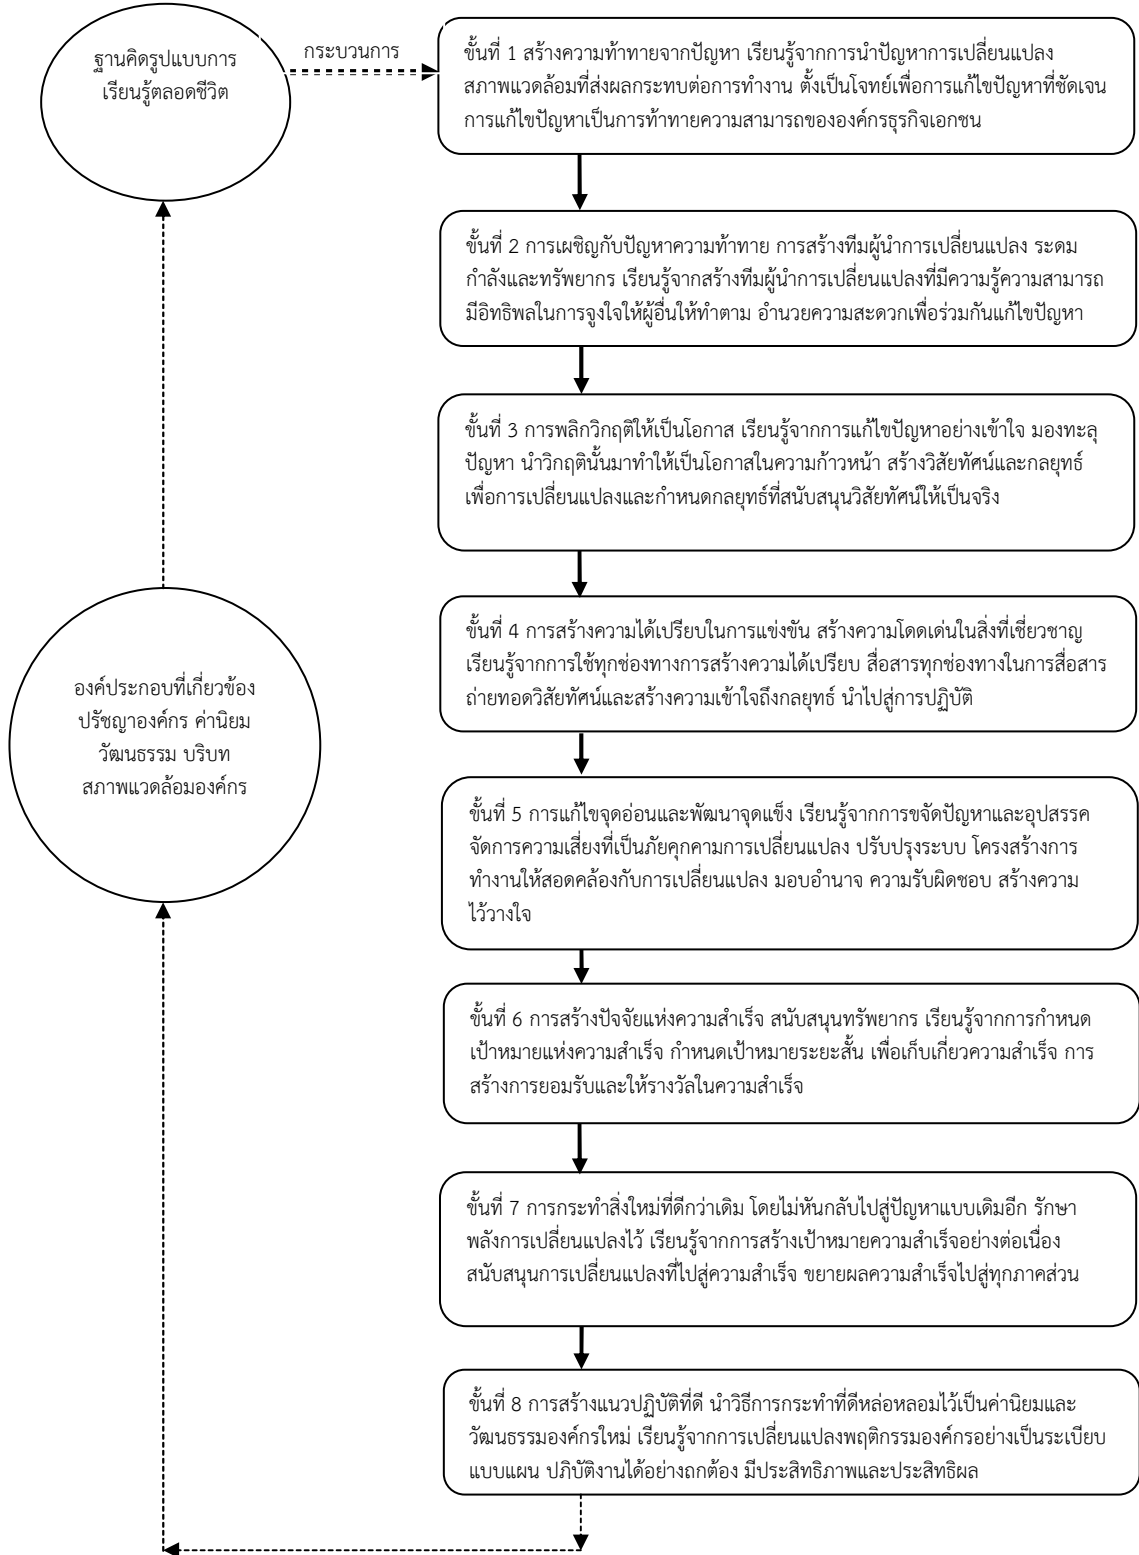 ฐานคิดรูปแบบการ
เรียนรู้ตลอดชีวิต
กระบวนการ
ขั้นที่ 1 สร้างความท้าทายจากปัญหา เรียนรู้จากการนำปัญหาการเปลี่ยนแปลง
สภาพแวดล้อมที่ส่งผลกระทบต่อการทำงาน ตั้งเป็นโจทย์เพื่อการแก้ไขปัญหาที่ชัดเจน
การแก้ไขปัญหาเป็นการท้าทายความสามารถขององค์กรธุรกิจเอกชน
ขั้นที่ 2 การเผชิญกับปัญหาความท้าทาย การสร้างทีมผู้นำการเปลี่ยนแปลง ระดม
กำลังและทรัพยากร เรียนรู้จากสร้างทีมผู้นำการเปลี่ยนแปลงที่มีความรู้ความสามารถ
มีอิทธิพลในการจูงใจให้ผู้อื่นให้ทำตาม อำนวยความสะดวกเพื่อร่วมกันแก้ไขปัญหา
ขั้นที่ 3 การพลิกวิกฤติให้เป็นโอกาส เรียนรู้จากการแก้ไขปัญหาอย่างเข้าใจ มองทะลุ
ปัญหา นำวิกฤตินั้นมาทำให้เป็นโอกาสในความก้าวหน้า สร้างวิสัยทัศน์และกลยุทธ์
เพื่อการเปลี่ยนแปลงและกำหนดกลยุทธ์ที่สนับสนุนวิสัยทัศน์ให้เป็นจริง
ขั้นที่ 4 การสร้างความได้เปรียบในการแข่งขัน สร้างความโดดเด่นในสิ่งที่เชี่ยวชาญ
เรียนรู้จากการใช้ทุกช่องทางการสร้างความได้เปรียบ สื่อสารทุกช่องทางในการสื่อสาร
ถ่ายทอดวิสัยทัศน์และสร้างความเข้าใจถึงกลยุทธ์ นำไปสู่การปฏิบัติ
องค์ประกอบที่เกี่ยวข้อง
ปรัชญาองค์กร ค่านิยม
วัฒนธรรม บริบท
สภาพแวดล้อมองค์กร
ขั้นที่ 5 การแก้ไขจุดอ่อนและพัฒนาจุดแข็ง เรียนรู้จากการขจัดปัญหาและอุปสรรค
จัดการความเสี่ยงที่เป็นภัยคุกคามการเปลี่ยนแปลง ปรับปรุงระบบ โครงสร้างการ
ทำงานให้สอดคล้องกับการเปลี่ยนแปลง มอบอำนาจ ความรับผิดชอบ สร้างความ
ไว้วางใจ
ขั้นที่ 6 การสร้างปัจจัยแห่งความสำเร็จ สนับสนุนทรัพยากร เรียนรู้จากการกำหนด
เป้าหมายแห่งความสำเร็จ กำหนดเป้าหมายระยะสั้น เพื่อเก็บเกี่ยวความสำเร็จ การ
สร้างการยอมรับและให้รางวัลในความสำเร็จ
ขั้นที่ 7 การกระทำสิ่งใหม่ที่ดีกว่าเดิม โดยไม่หันกลับไปสู่ปัญหาแบบเดิมอีก รักษา
พลังการเปลี่ยนแปลงไว้ เรียนรู้จากการสร้างเป้าหมายความสำเร็จอย่างต่อเนื่อง
สนับสนุนการเปลี่ยนแปลงที่ไปสู่ความสำเร็จ ขยายผลความสำเร็จไปสู่ทุกภาคส่วน
ขั้นที่ 8 การสร้างแนวปฏิบัติที่ดี นำวิธีการกระทำที่ดีหล่อหลอมไว้เป็นค่านิยมและ
วัฒนธรรมองค์กรใหม่ เรียนรู้จากการเปลี่ยนแปลงพฤติกรรมองค์กรอย่างเป็นระเบียบ
แบบแผน ปฏิบัติงานได้อย่างถกต้อง มีประสิทธิภาพและประสิทธิผล